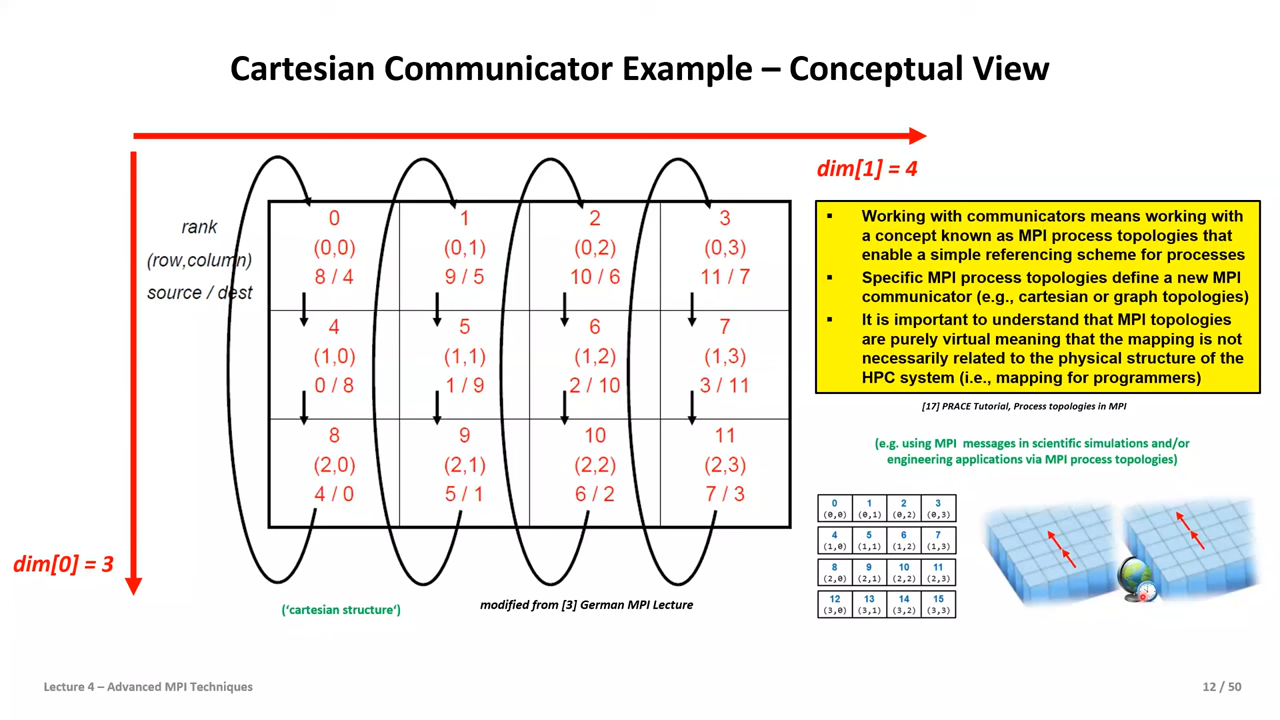 Cartesian Communicator Example – Conceptual View
dim[1] = 4
rank
(row,column)
source / dest
0
(0,0)
8 / 4
1
(0,1)
9 / 5
2
(0,2)
10 / 6
3
(0,3)
11 / 7
4
(1,0)
0 / 8
5
(1,1)
1 / 9
6
(1,2)
2 / 10
7
(1,3)
3 / 11
8
(2,0)
4 / 0
9
(2,1)
5 / 1
10
(2,2)
6 / 2
11
(2,3)
7 / 3
dim[0] = 3
(‘cartesian structure‘)
modified from [3] German MPI Lecture
▪ Working with communicators means working with
a concept known as MPI process topologies that
enable a simple referencing scheme for processes
▪ Specific MPI process topologies define a new MPI
communicator (e.g., cartesian or graph topologies)
▪ It is important to understand that MPI topologies
are purely virtual meaning that the mapping is not
necessarily related to the physical structure of the
HPC system (i.e., mapping for programmers)
[17] PRACE Tutorial, Process topologies in MPI
(e.g. using MPI messages in scientific simulations and/or
engineering applications via MPI process topologies)
0 1 2 3
(0,0) (0,1) (0,2) (0,3)
4 5 6 7
(1,0) (1,1) (1,2) (1,3)
8 9 10 11
(2,0) (2,1) (2,2) (2,3)
12 13 14 15
(3,0) (3,1) (3,2) (3,3)
Lecture 4 – Advanced MPI Techniques
12 / 50